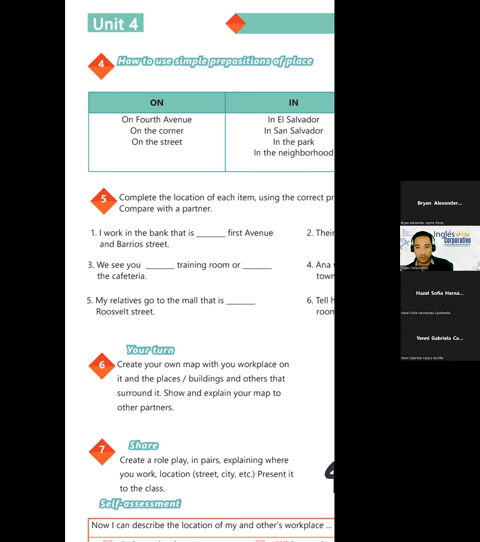 Unit 4
4
How to use simple prepositions of place
ON
IN
On Fourth Avenue
On the corner
On the street
In El Salvador
In San Salvador
In the park
In the neighborhood
5
Complete the location of each item, using the correct pr
Compare with a partner.
1. I work in the bank that is ______ first Avenue
and Barrios street.
2. Their
3. We see you ______ training room or ______
the cafeteria.
4. Ana
town
5. My relatives go to the mall that is ______
Roosvelt street.
6. Tell h
room
Your turn
6
Create your own map with you workplace on
it and the places / buildings and others that
surround it. Show and explain your map to
other partners.
7
Share
Create a role play, in pairs, explaining where
you work, location (street, city, etc.) Present it
to the class.
Self-assessment
Now I can describe the location of my and other's workplace ...
Bryan Alexander...
Inglés
Corporativo
Hazel Sofia Herná...
Yenni Gabriela Ca...